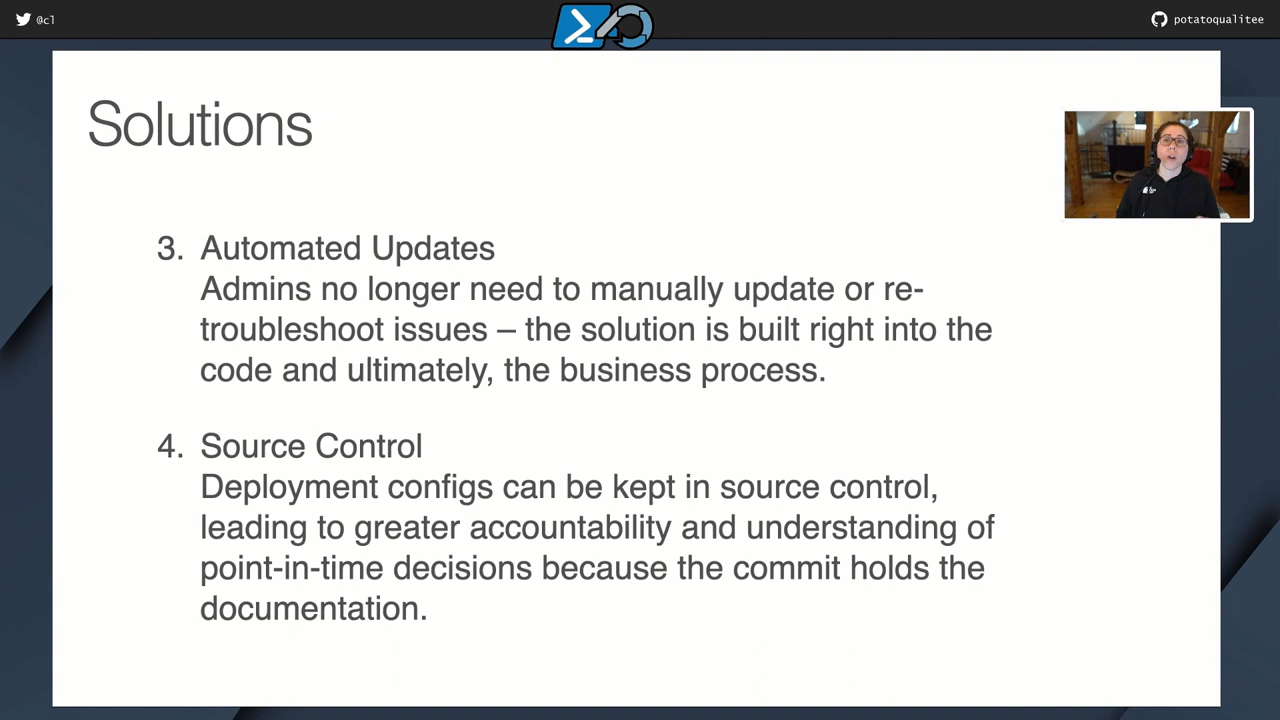 @cl
potatoqualitee
Solutions
3. Automated Updates
Admins no longer need to manually update or re-
troubleshoot issues – the solution is built right into the
code and ultimately, the business process.
4. Source Control
Deployment configs can be kept in source control,
leading to greater accountability and understanding of
point-in-time decisions because the commit holds the
documentation.